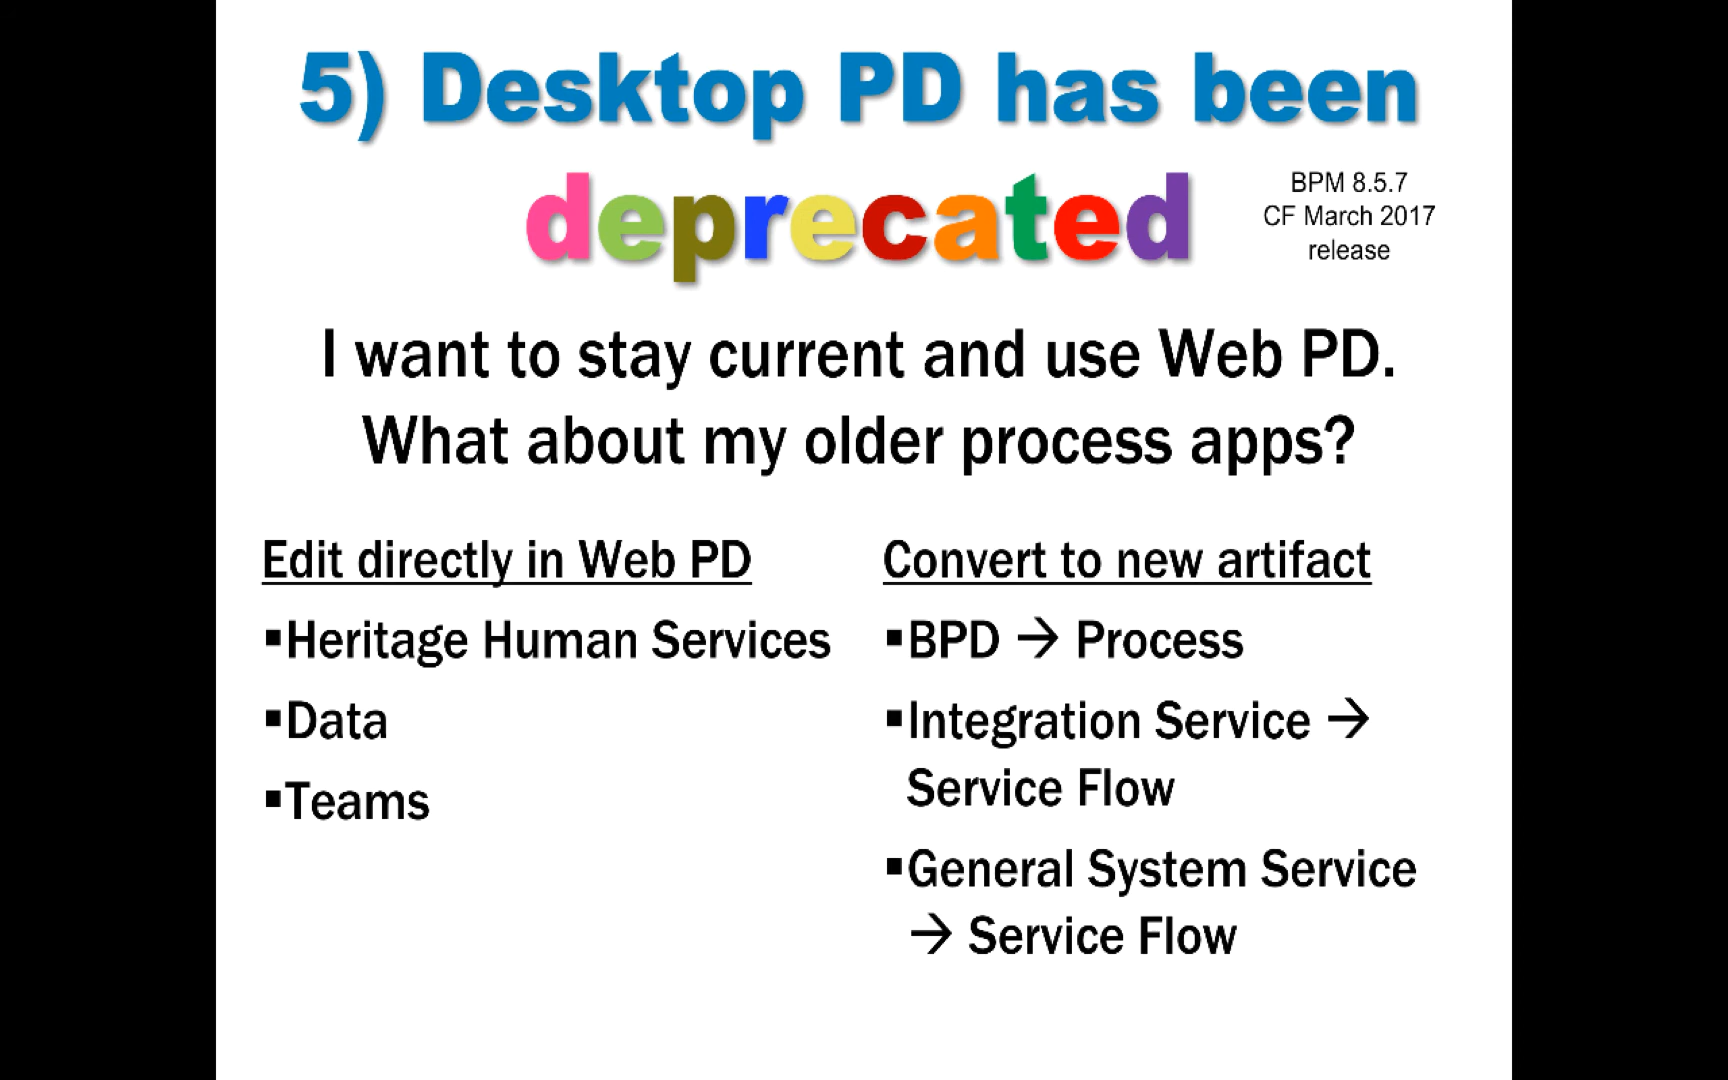 5) Desktop PD has been
deprecated
BPM 8.5.7
CF March 2017
release
I want to stay current and use Web PD.
What about my older process apps?
Edit directly in Web PD
▪Heritage Human Services
▪Data
▪Teams
Convert to new artifact
▪BPD → Process
▪Integration Service →
Service Flow
▪General System Service
→ Service Flow